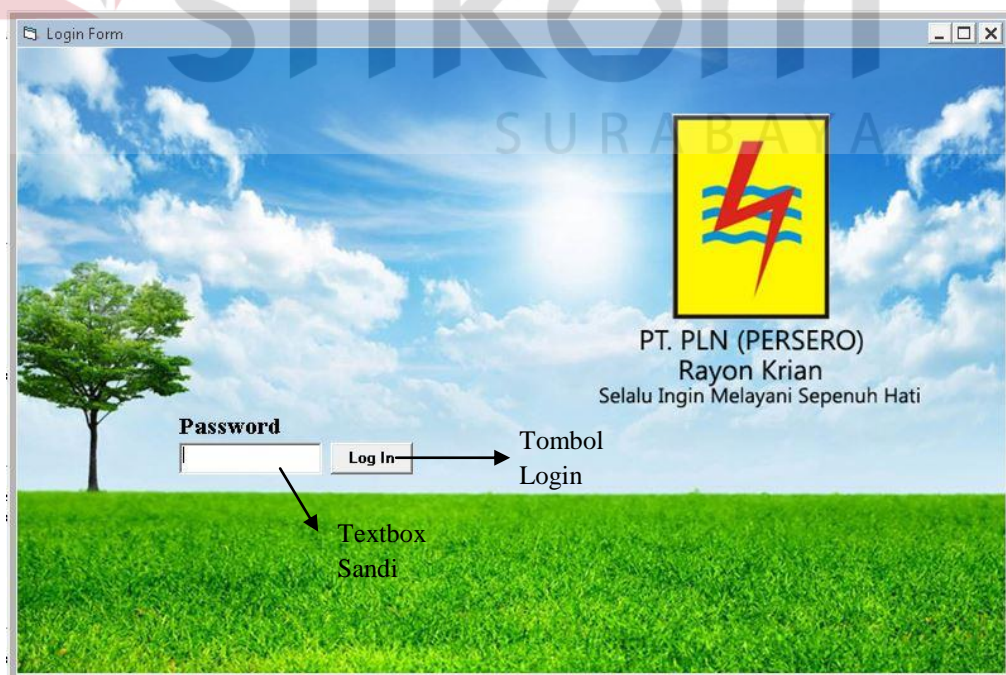 Login Form
stikom
SURABAYA
PT. PLN (PERSERO)
Rayon Krian
Selalu Ingin Melayani Sepenuh Hati
Password
Log In
Tombol
Login
Textbox
Sandi